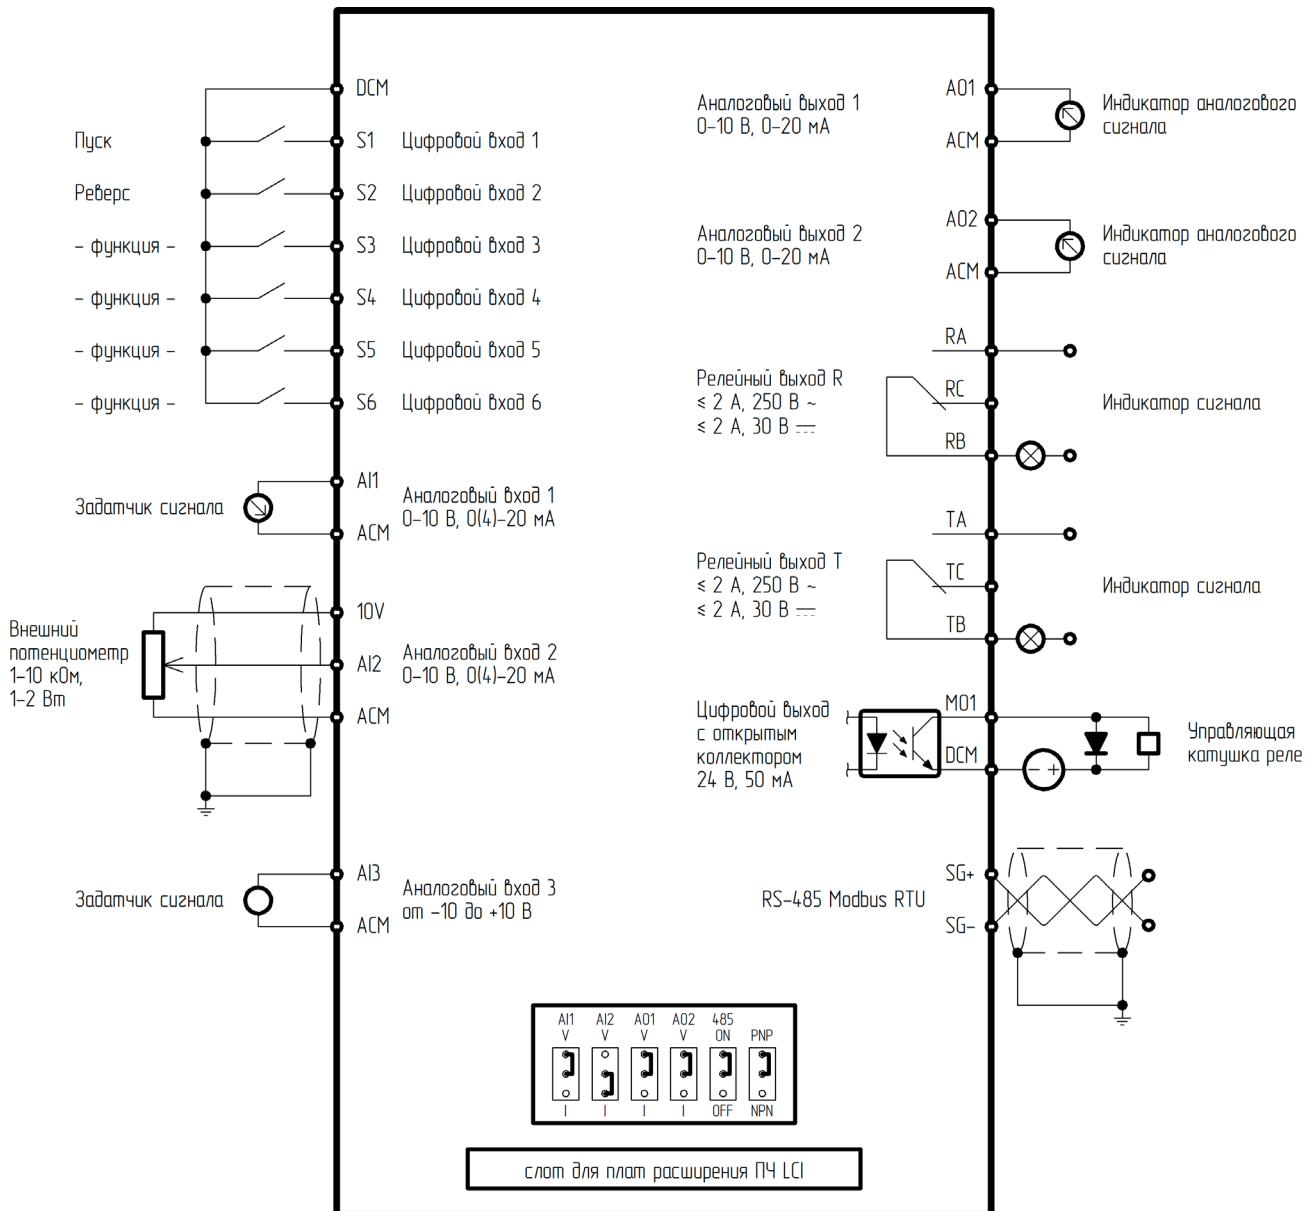 DCM
Пуск
S1 Цифровой вход 1
Реверс
S2 Цифровой вход 2
– функция –
S3 Цифровой вход 3
– функция –
S4 Цифровой вход 4
– функция –
S5 Цифровой вход 5
– функция –
S6 Цифровой вход 6
Задатчик сигнала
AI1
ACM
Аналоговый вход 1
0–10 В, 0(4)–20 мА
Внешний
потенциометр
1–10 кОм,
1–2 Вт
10V
AI2
ACM
Аналоговый вход 2
0–10 В, 0(4)–20 мА
Задатчик сигнала
AI3
ACM
Аналоговый вход 3
от –10 до +10 В
Аналоговый выход 1
0–10 В, 0–20 мА
AO1
ACM
Индикатор аналогового
сигнала
Аналоговый выход 2
0–10 В, 0–20 мА
AO2
ACM
Индикатор аналогового
сигнала
Релейный выход R
≤ 2 А, 250 В ~
≤ 2 А, 30 В ⎓
RA
RC
RB
Индикатор сигнала
Релейный выход T
≤ 2 А, 250 В ~
≤ 2 А, 30 В ⎓
TA
TC
TB
Индикатор сигнала
Цифровой выход
с открытым
коллектором
24 В, 50 мА
MO1
DCM
– +
Управляющая
катушка реле
RS–485 Modbus RTU
SG+
SG–
AI1 AI2 AO1 AO2 485
V V V V ON PNP
I I I I OFF NPN
слот для плат расширения ПЧ LCI